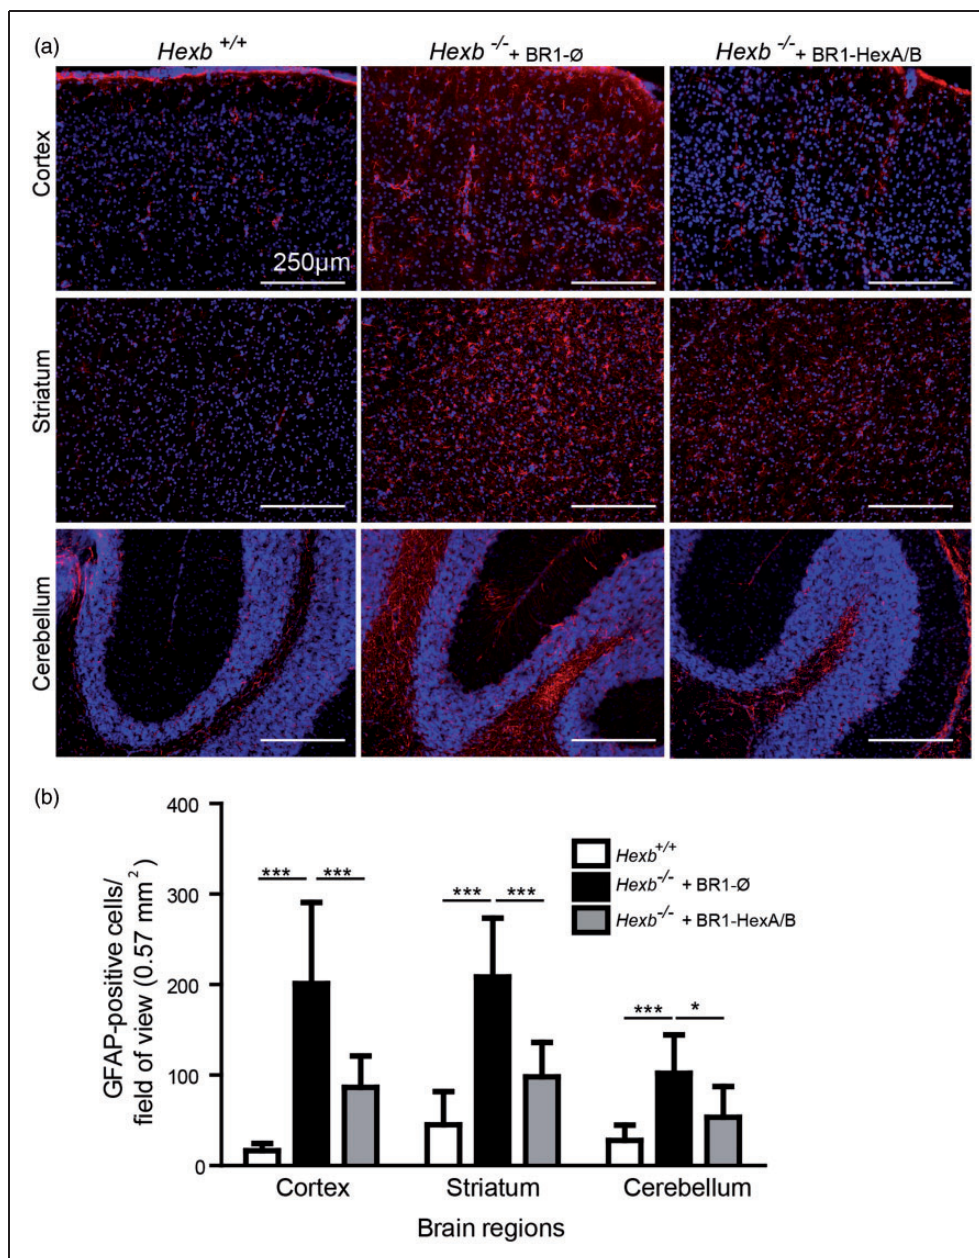 (a)
Hexb +/+
Hexb -/- + BR1-Ø
Hexb -/- + BR1-HexA/B
Cortex
250µm
Striatum
Cerebellum
(b)
GFAP-positive cells/
field of view (0.57 mm²)
400
300
200
100
0
*** ***
*** ***
*** *
Hexb+/+
Hexb-/- + BR1-Ø
Hexb-/- + BR1-HexA/B
Cortex Striatum Cerebellum
Brain regions